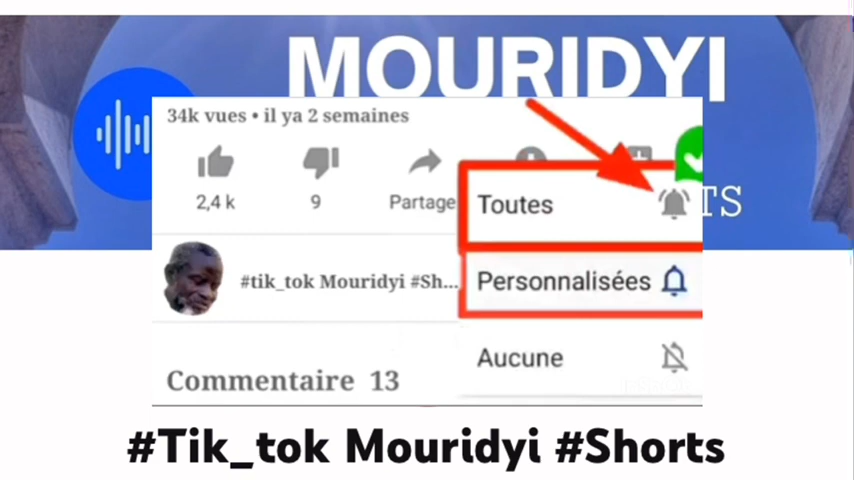 MOURIDYI
34k vues • il ya 2 semaines
2,4 k
9
Partage
Toutes
TS
#tik_tok Mouridyi #Sh...
Personnalisées
Aucune
Commentaire 13
#Tik_tok Mouridyi #Shorts